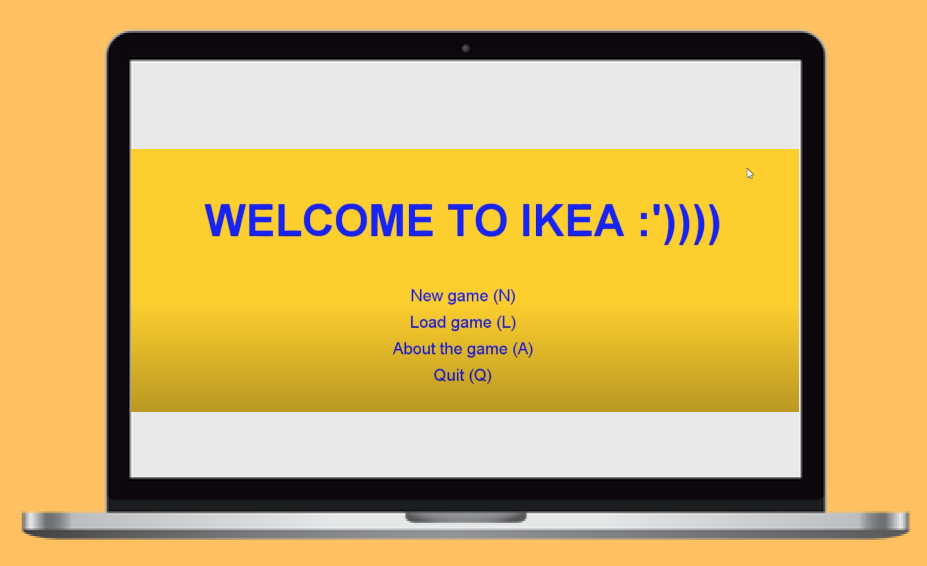 WELCOME TO IKEA :'))))
New game (N)
Load game (L)
About the game (A)
Quit (Q)